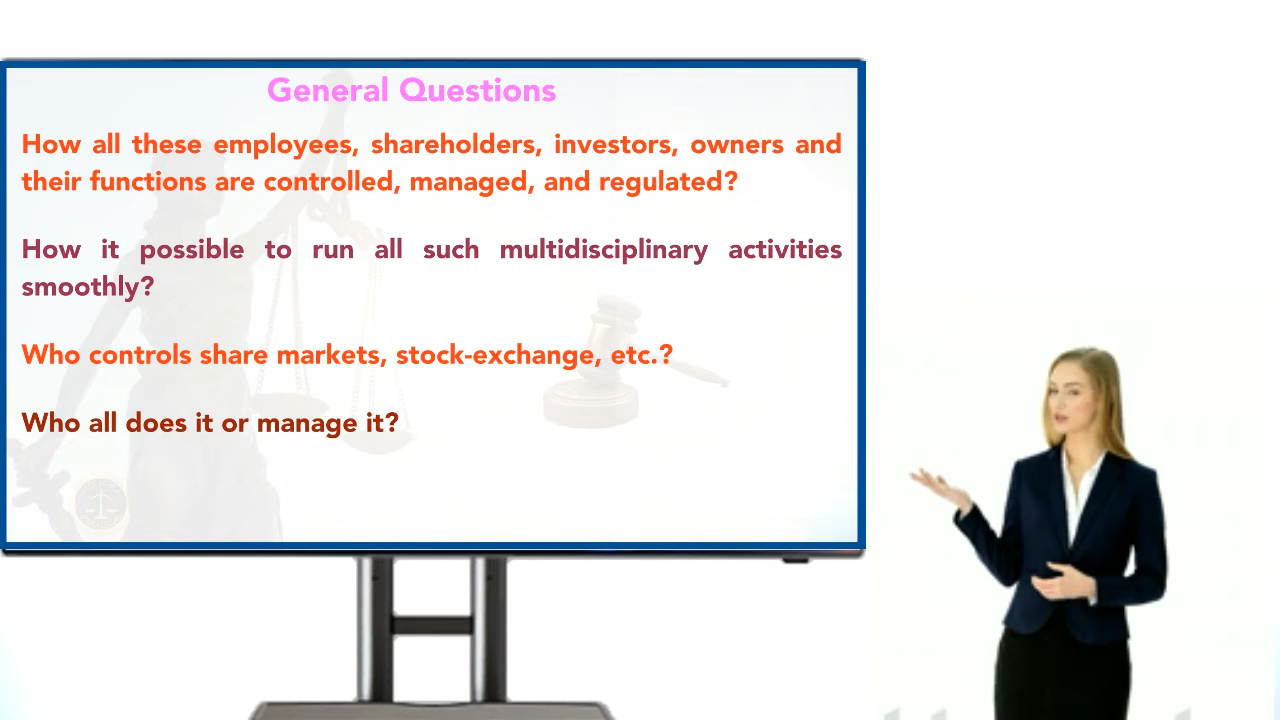 General Questions
How all these employees, shareholders, investors, owners and
their functions are controlled, managed, and regulated?
How it possible to run all such multidisciplinary activities
smoothly?
Who controls share markets, stock-exchange, etc.?
Who all does it or manage it?